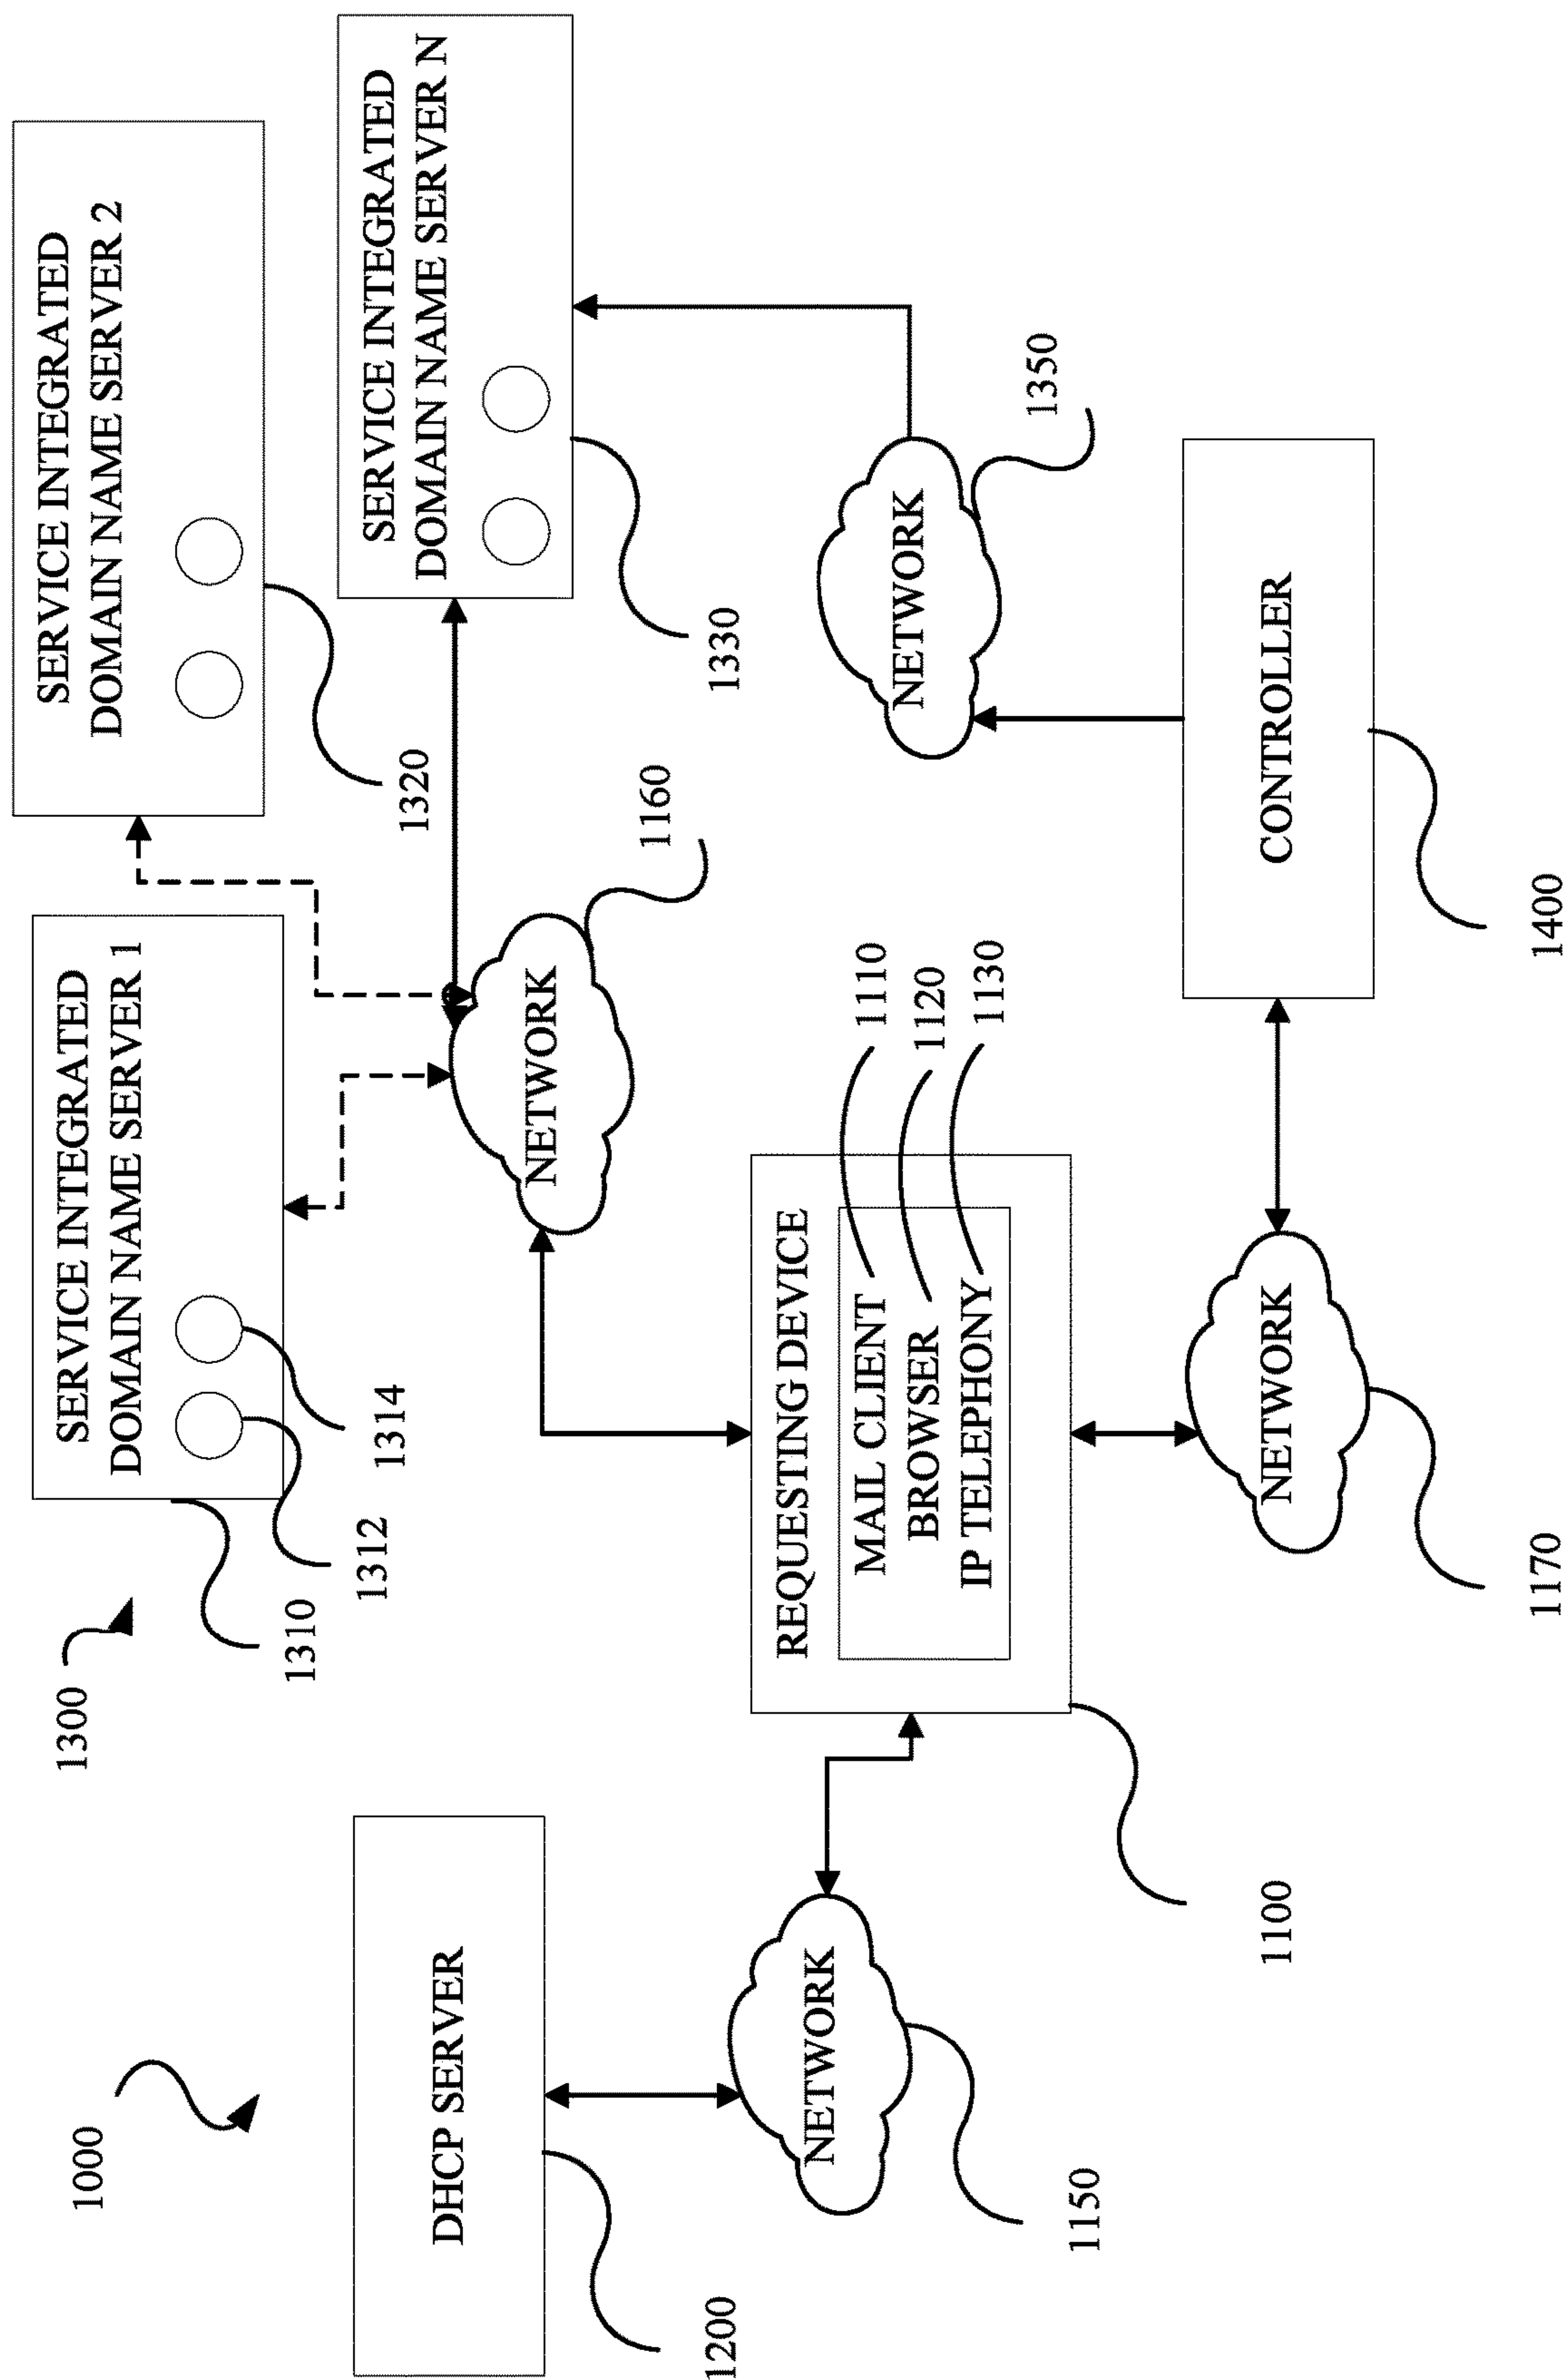 1000
1300
SERVICE INTEGRATED
DOMAIN NAME SERVER 1
1310
1312
1314
SERVICE INTEGRATED
DOMAIN NAME SERVER 2
1320
SERVICE INTEGRATED
DOMAIN NAME SERVER N
1330
DHCP SERVER
1200
NETWORK
1150
NETWORK
1160
REQUESTING DEVICE
MAIL CLIENT
BROWSER
IP TELEPHONY
1110
1120
1130
1100
NETWORK
1350
NETWORK
1170
CONTROLLER
1400